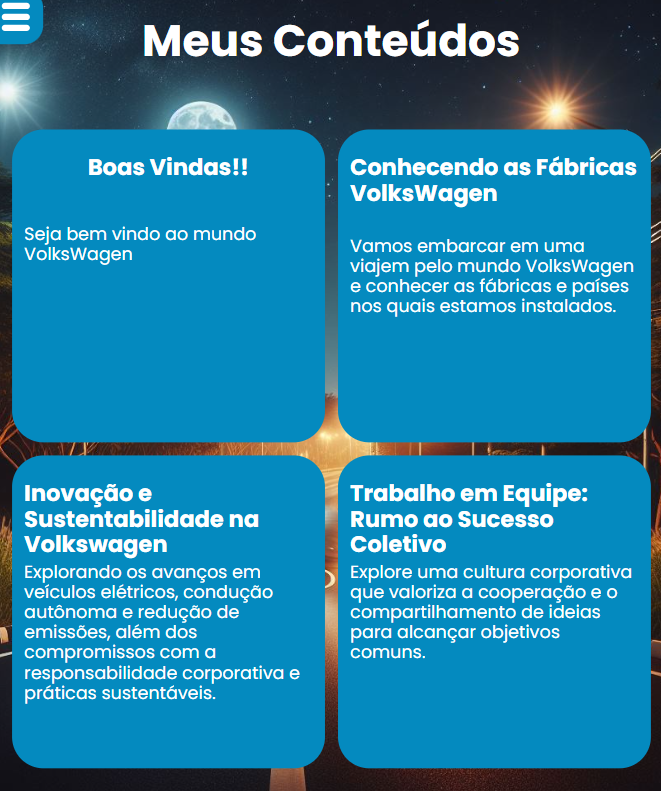 Meus Conteúdos
Boas Vindas!!
Seja bem vindo ao mundo
VolksWagen
Conhecendo as Fábricas
VolksWagen
Vamos embarcar em uma
viajem pelo mundo VolksWagen
e conhecer as fábricas e países
nos quais estamos instalados.
Inovação e
Sustentabilidade na
Volkswagen
Explorando os avanços em
veículos elétricos, condução
autônoma e redução de
emissões, além dos
compromissos com a
responsabilidade corporativa e
práticas sustentáveis.
Trabalho em Equipe:
Rumo ao Sucesso
Coletivo
Explore uma cultura corporativa
que valoriza a cooperação e o
compartilhamento de ideias
para alcançar objetivos
comuns.